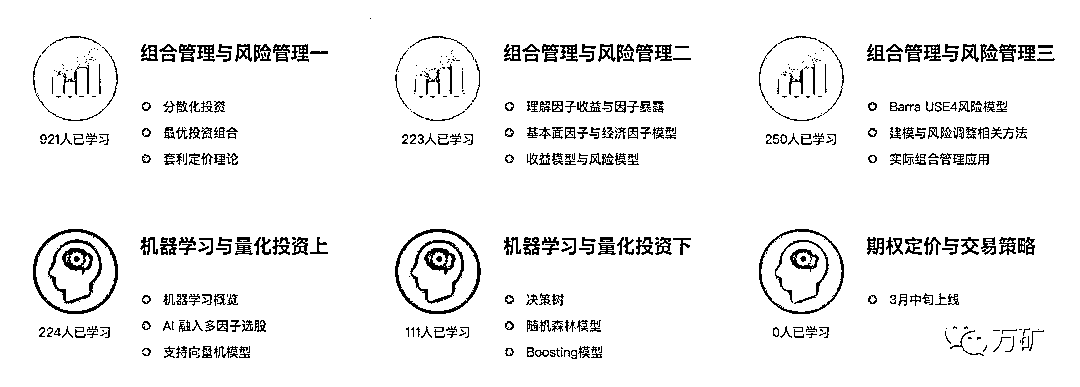 组合管理与风险管理一
分散化投资
最优投资组合
套利定价理论
921人已学习
组合管理与风险管理二
理解因子收益与因子暴露
基本面因子与经济因子模型
收益模型与风险模型
223人已学习
组合管理与风险管理三
Barra USE4风险模型
建模与风险调整相关方法
实际组合管理应用
250人已学习
机器学习与量化投资上
机器学习概览
AI 融入多因子选股
支持向量机模型
224人已学习
机器学习与量化投资下
决策树
随机森林模型
Boosting模型
111人已学习
期权定价与交易策略
3月中旬上线
0人已学习
万矿